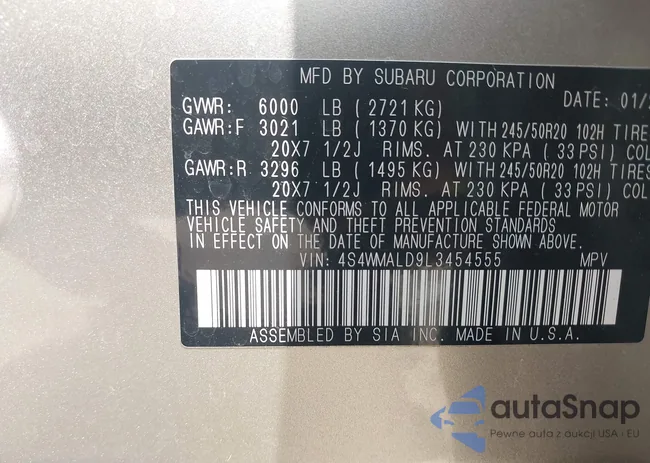 MFD BY SUBARU CORPORATION
GVWR: 6000 LB ( 2721 KG) DATE: 01/
GAWR:F 3021 LB ( 1370 KG) WITH 245/50R20 102H TIRE
20X7 1/2J RIMS. AT 230 KPA ( 33 PSI) COL
GAWR:R 3296 LB ( 1495 KG) WITH 245/50R20 102H TIRES
20X7 1/2J RIMS. AT 230 KPA ( 33 PSI) COL
THIS VEHICLE CONFORMS TO ALL APPLICABLE FEDERAL MOTOR
VEHICLE SAFETY AND THEFT PREVENTION STANDARDS
IN EFFECT ON THE DATE OF MANUFACTURE SHOWN ABOVE.
VIN: 4S4WMALD9L3454555 MPV
ASSEMBLED BY SIA INC. MADE IN U.S.A.
autaSnap
Pewne auta z aukcji USA - EU